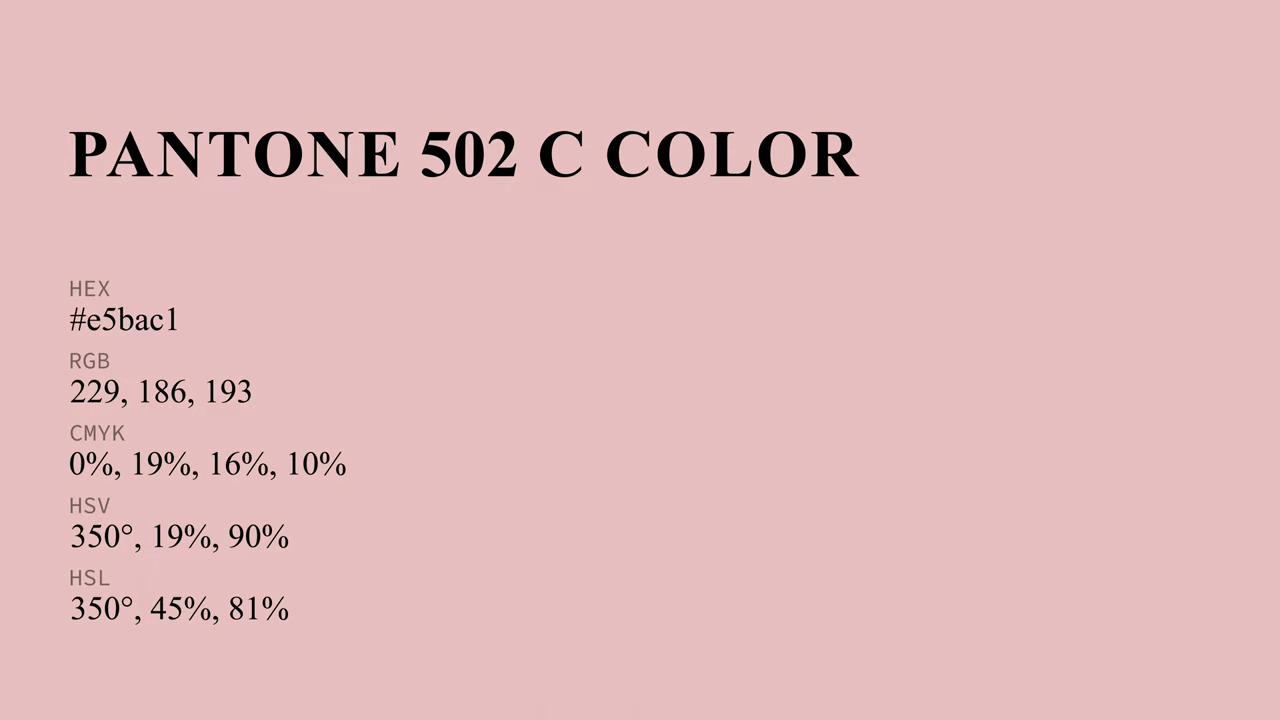 PANTONE 502 C COLOR
HEX
#e5bac1
RGB
229, 186, 193
CMYK
0%, 19%, 16%, 10%
HSV
350°, 19%, 90%
HSL
350°, 45%, 81%